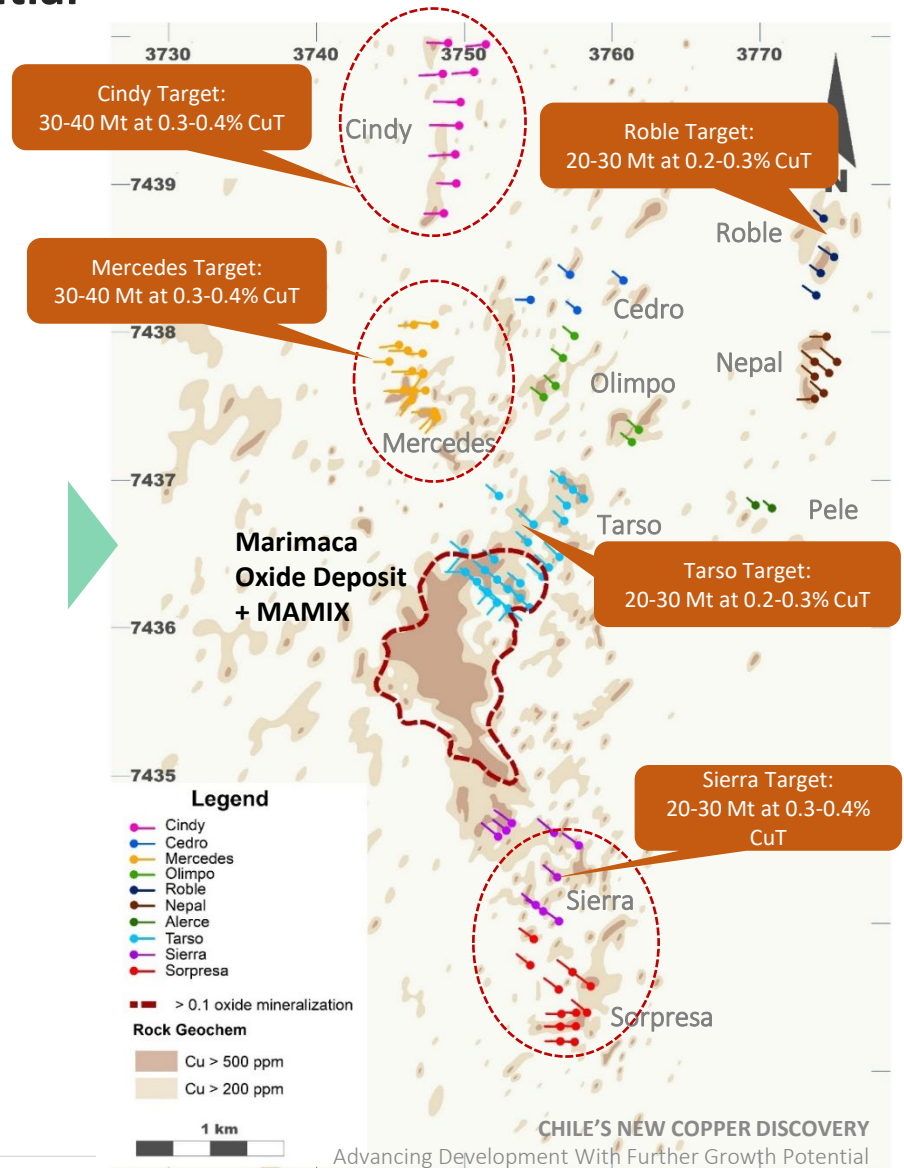 3730 3740 3750 3760 3770
Cindy Target:
30-40 Mt at 0.3-0.4% CuT
Cindy
Roble Target:
20-30 Mt at 0.2-0.3% CuT
7439
N
Roble
Mercedes Target:
30-40 Mt at 0.3-0.4% CuT
Cedro
7438
Nepal
Olimpo
Mercedes
7437
Pele
Tarso
Marimaca
Oxide Deposit
+ MAMIX
Tarso Target:
20-30 Mt at 0.2-0.3% CuT
7436
7435
Sierra Target:
20-30 Mt at 0.3-0.4%
CuT
Sierra
Sorpresa
Legend
Cindy
Cedro
Mercedes
Olimpo
Roble
Nepal
Alerce
Tarso
Sierra
Sorpresa
> 0.1 oxide mineralization
Rock Geochem
Cu > 500 ppm
Cu > 200 ppm
1 km
CHILE'S NEW COPPER DISCOVERY
Advancing Development With Further Growth Potential